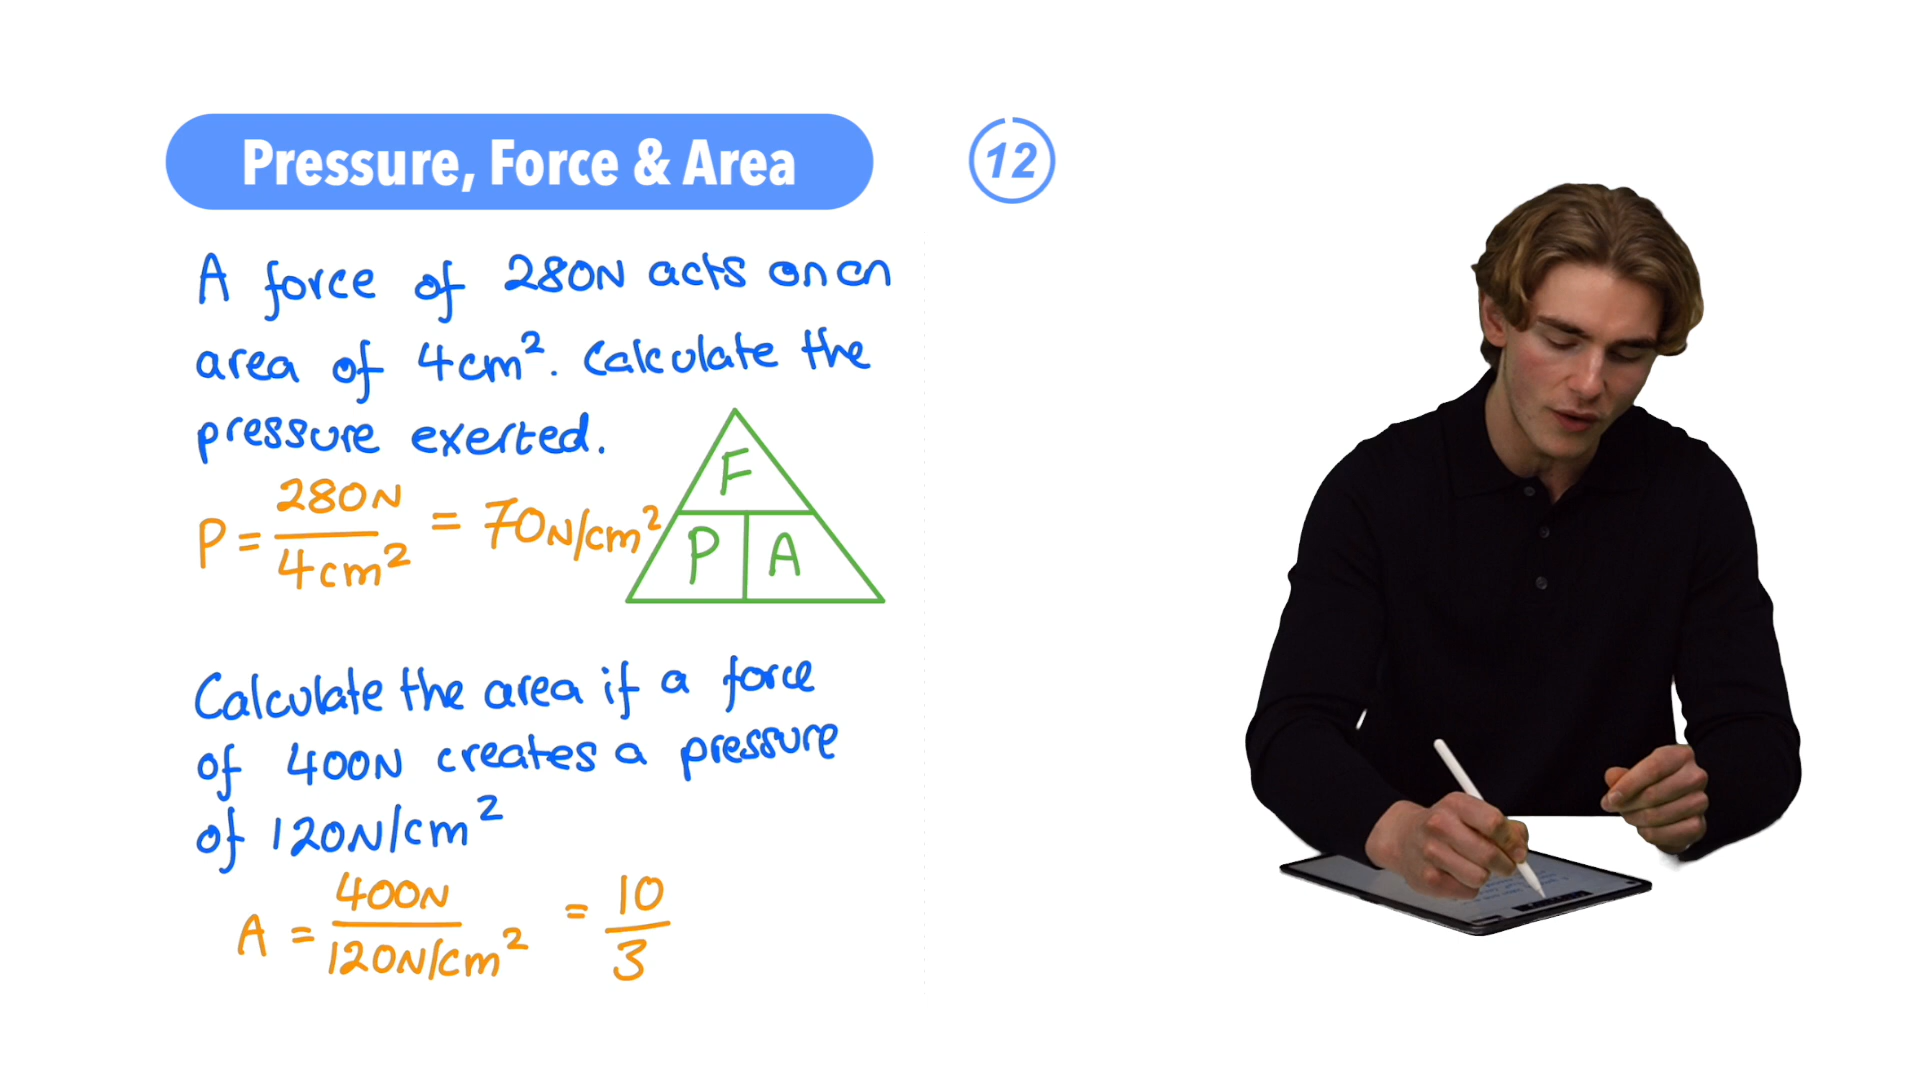 Pressure, Force & Area
12
A force of 280N acts on an
area of 4cm². Calculate the
pressure exerted.
P = 280N / 4cm² = 70N/cm²
F
P A
Calculate the area if a force
of 400N creates a pressure
of 120N/cm²
A = 400N / 120N/cm² = 10 / 3